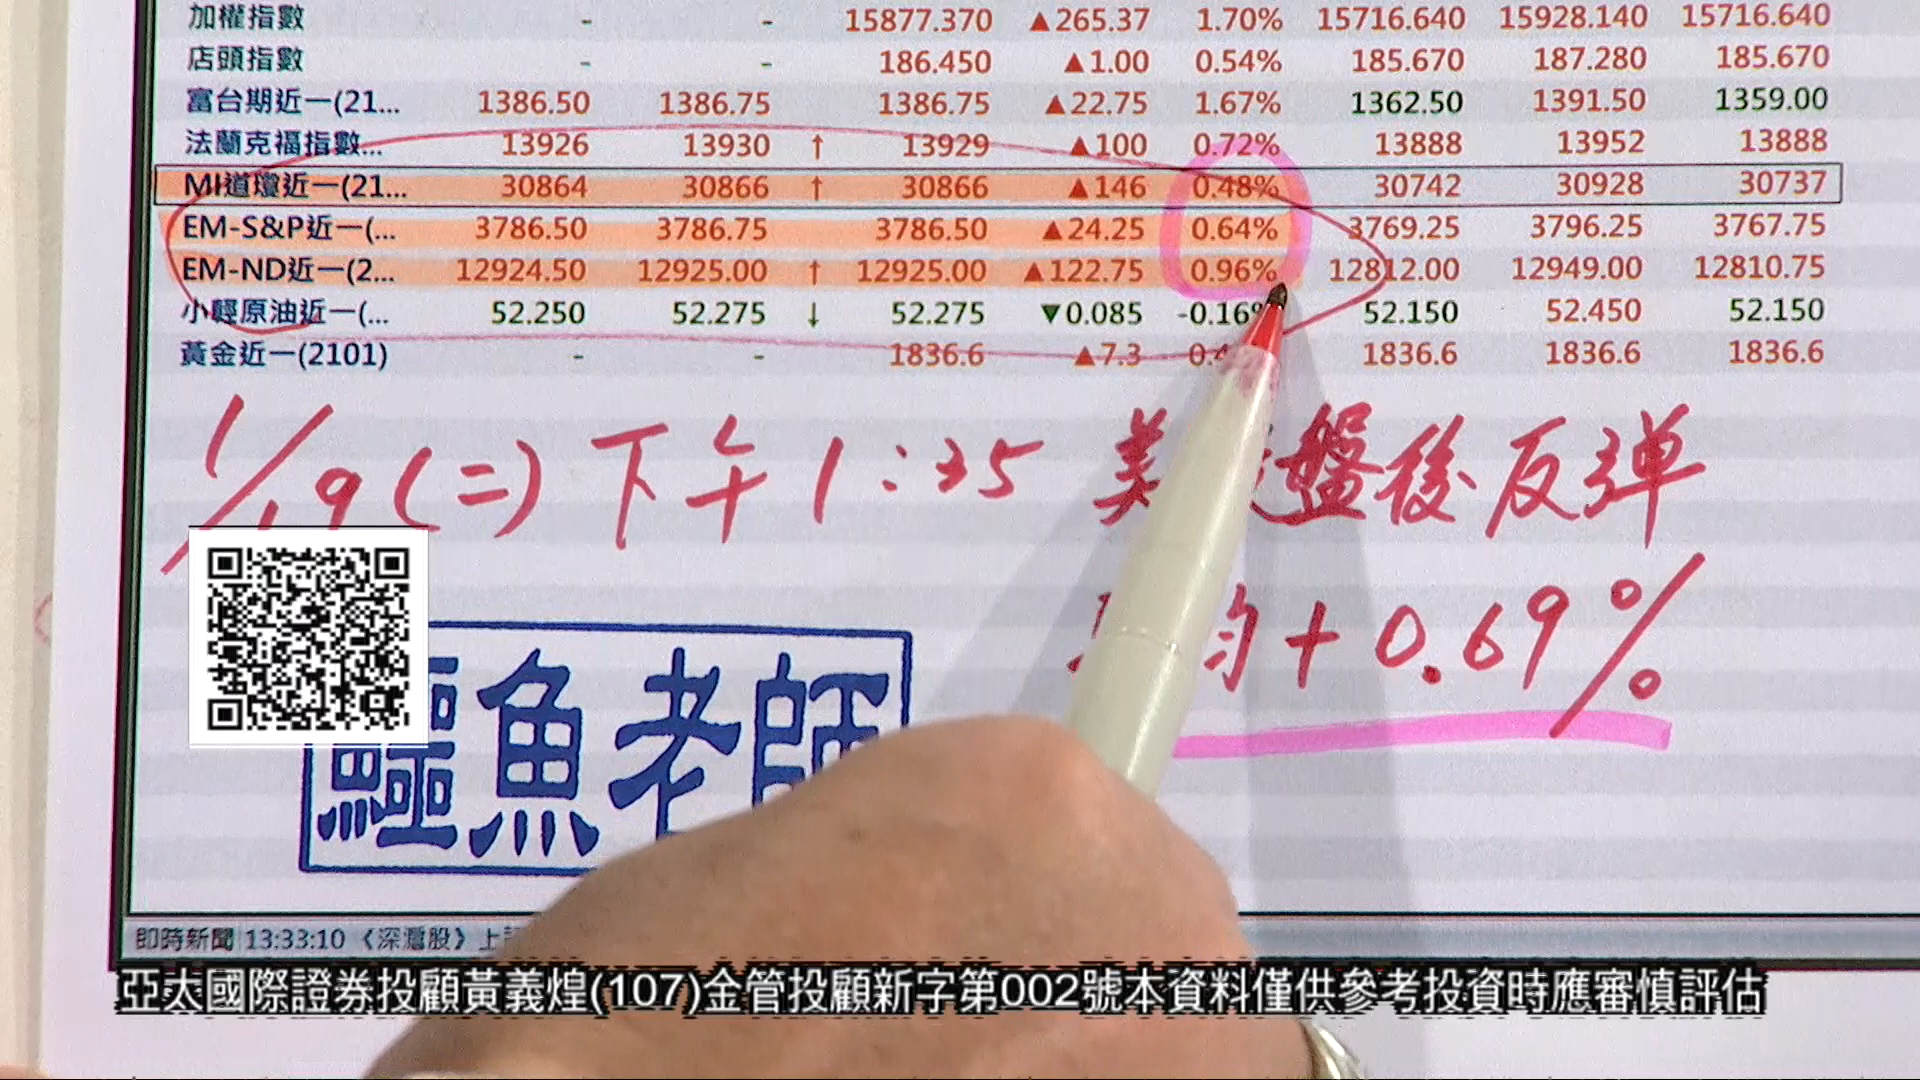 加權指數 - - 15877.370 ▲265.37 1.70% 15716.640 15928.140 15716.640
店頭指數 - - 186.450 ▲1.00 0.54% 185.670 187.280 185.670
富台期近一(21... 1386.50 1386.75 1386.75 ▲22.75 1.67% 1362.50 1391.50 1359.00
法蘭克福指數... 13926 13930 ↑ 13929 ▲100 0.72% 13888 13952 13888
MI道瓊近一(21... 30864 30866 ↑ 30866 ▲146 0.48% 30742 30928 30737
EM-S&P近一(... 3786.50 3786.75 3786.50 ▲24.25 0.64% 3769.25 3796.25 3767.75
EM-ND近一(2... 12924.50 12925.00 ↑ 12925.00 ▲122.75 0.96% 12812.00 12949.00 12810.75
小輕原油近一(... 52.250 52.275 ↓ 52.275 ▼0.085 -0.16% 52.150 52.450 52.150
黃金近一(2101) - - 1836.6 ▲7.3 0.4 1836.6 1836.6 1836.6
1/19(二)下午1:35 美 盤後反弹
均+0.69%
鱷魚老師
即時新聞 13:33:10《深滬股》上
亞太國際證券投顧黃義煌(107)金管投顧新字第002號本資料僅供參考投資時應審慎評估